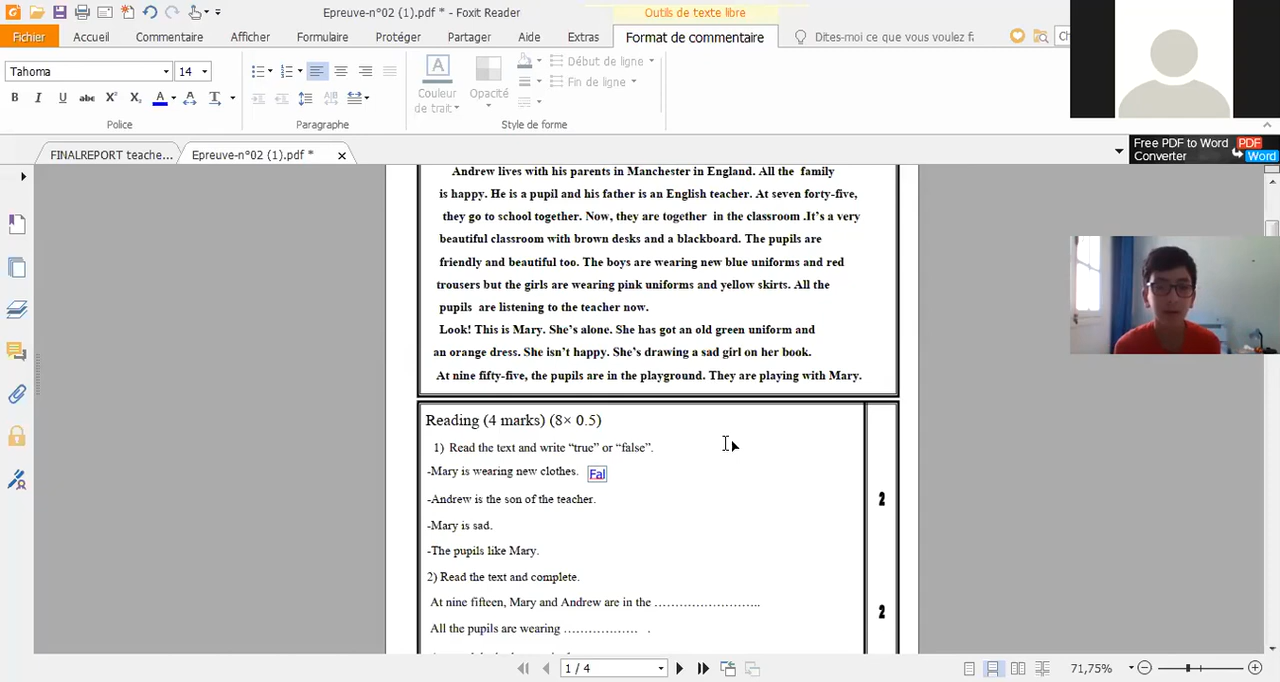 Epreuve-n°02 (1).pdf * - Foxit Reader
Outils de texte libre
Fichier Accueil Commentaire Afficher Formulaire Protéger Partager Aide Extras Format de commentaire Dites-moi ce que vous voulez fa Ch
Tahoma 14
Couleur de trait
Opacité
Début de ligne
Fin de ligne
Police Paragraphe Style de forme
FINALREPORT teache... Epreuve-n°02 (1).pdf *
Free PDF to Word Converter
PDF
Word
Andrew lives with his parents in Manchester in England. All the family
is happy. He is a pupil and his father is an English teacher. At seven forty-five,
they go to school together. Now, they are together in the classroom .It's a very
beautiful classroom with brown desks and a blackboard. The pupils are
friendly and beautiful too. The boys are wearing new blue uniforms and red
trousers but the girls are wearing pink uniforms and yellow skirts. All the
pupils are listening to the teacher now.
Look! This is Mary. She's alone. She has got an old green uniform and
an orange dress. She isn't happy. She's drawing a sad girl on her book.
At nine fifty-five, the pupils are in the playground. They are playing with Mary.
Reading (4 marks) (8× 0.5)
1) Read the text and write “true” or “false”.
-Mary is wearing new clothes. Fal
-Andrew is the son of the teacher.
2
-Mary is sad.
-The pupils like Mary.
2) Read the text and complete.
At nine fifteen, Mary and Andrew are in the ……………………..
2
All the pupils are wearing ……………… .
1 / 4
71,75%